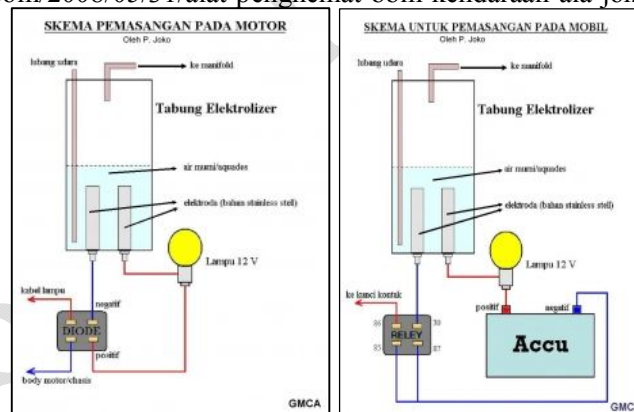 SKEMA PEMASANGAN PADA MOTOR
Oleh P. Joko
lubang udara
ke manifold
Tabung Elektrolizer
air murni/aquades
elektroda (bahan stainless stell)
Lampu 12 V
kabel lampu
negatif
DIODE
positif
body motor/chasis
GMCA
SKEMA UNTUK PEMASANGAN PADA MOBIL
Oleh P. Joko
lubang udara
ke manifold
Tabung Elektrolizer
air murni/aquades
elektroda (bahan stainless stell)
Lampu 12 V
ke kunci kontak
positif
negatif
86
30
RELEY
85
87
Accu
GMC